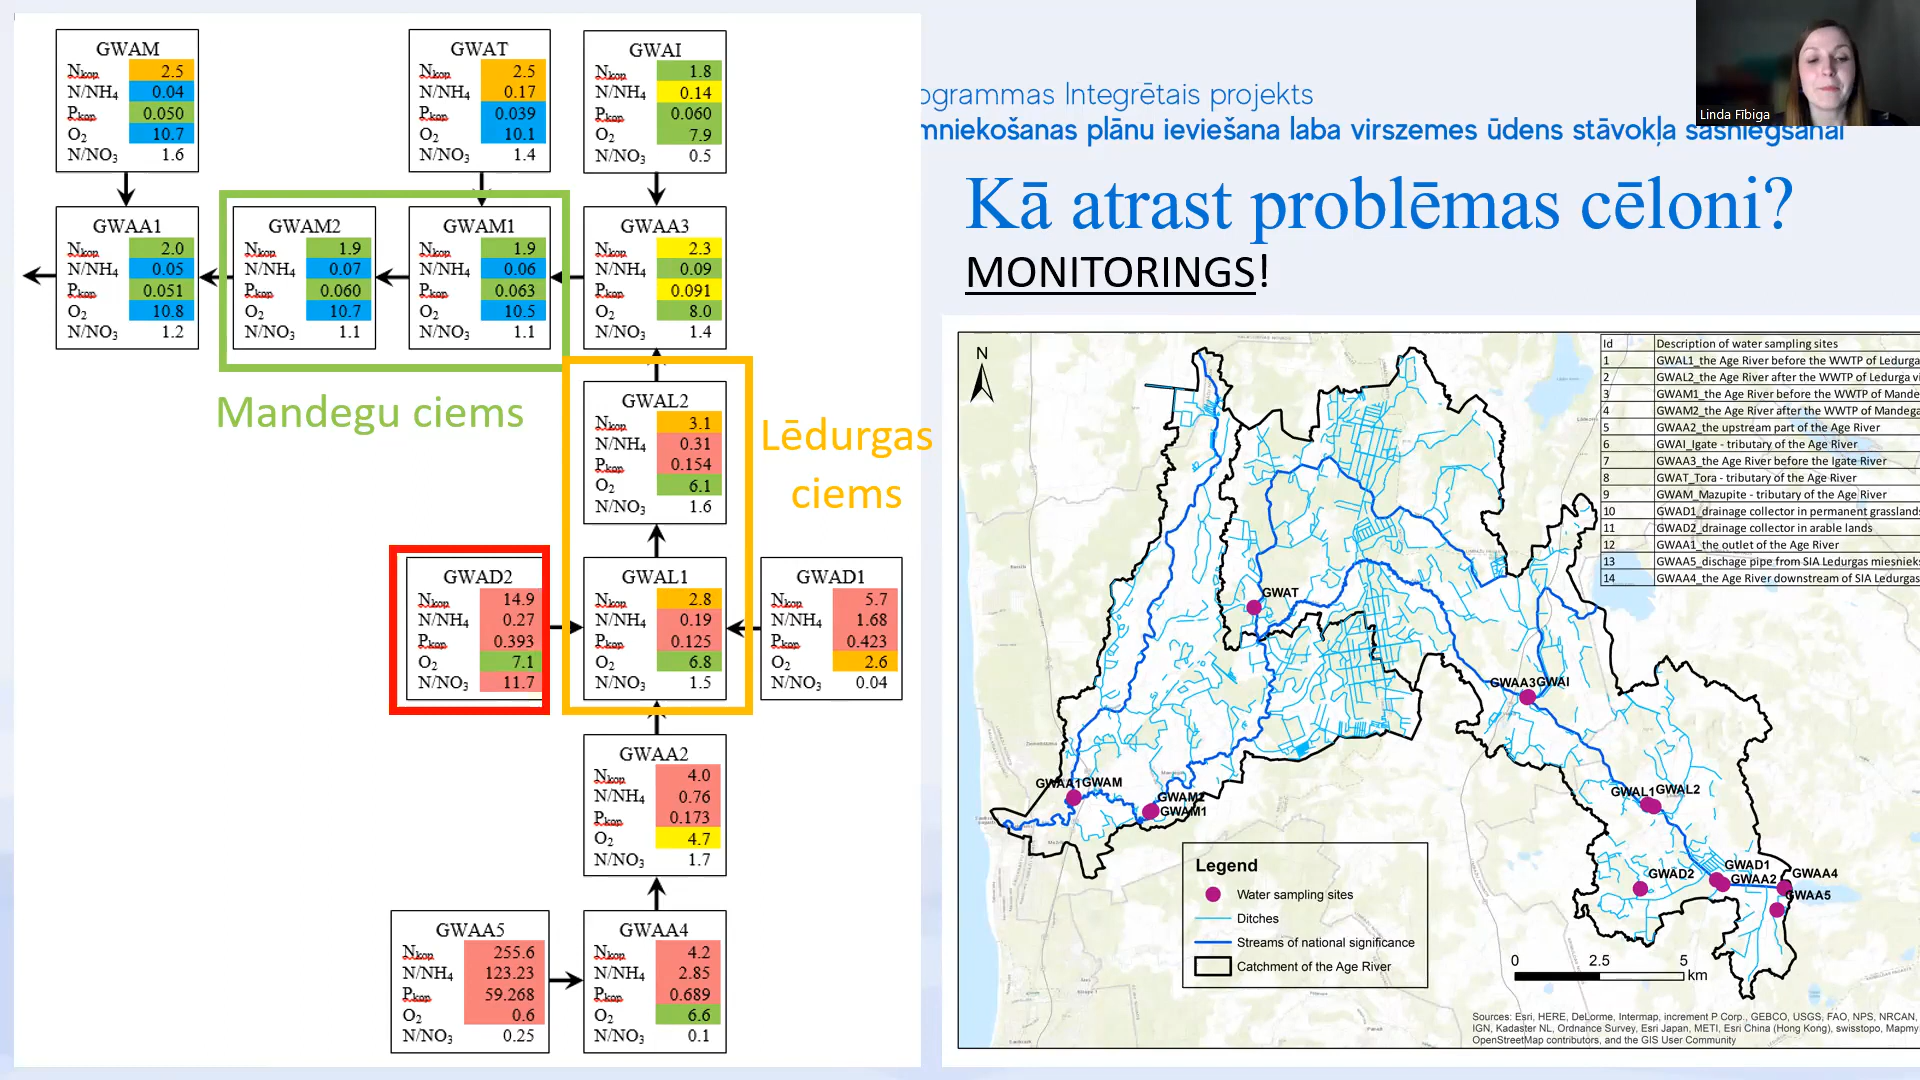 GWAM
Nkop 2.5
N/NH4 0.04
Pkop 0.050
O2 10.7
N/NO3 1.6
GWAT
Nkop 2.5
N/NH4 0.17
Pkop 0.039
O2 10.1
N/NO3 1.4
GWAI
Nkop 1.8
N/NH4 0.14
Pkop 0.060
O2 7.9
N/NO3 0.5
GWAA1
Nkop 2.0
N/NH4 0.05
Pkop 0.051
O2 10.8
N/NO3 1.2
GWAM2
Nkop 1.9
N/NH4 0.07
Pkop 0.060
O2 10.7
N/NO3 1.1
GWAM1
Nkop 1.9
N/NH4 0.06
Pkop 0.063
O2 10.5
N/NO3 1.1
GWAA3
Nkop 2.3
N/NH4 0.09
Pkop 0.091
O2 8.0
N/NO3 1.4
Mandegu ciems
GWAL2
Nkop 3.1
N/NH4 0.31
Pkop 0.154
O2 6.1
N/NO3 1.6
Lēdurgas
ciems
GWAD2
Nkop 14.9
N/NH4 0.27
Pkop 0.393
O2 7.1
N/NO3 11.7
GWAL1
Nkop 2.8
N/NH4 0.19
Pkop 0.125
O2 6.8
N/NO3 1.5
GWAD1
Nkop 5.7
N/NH4 1.68
Pkop 0.423
O2 2.6
N/NO3 0.04
GWAA2
Nkop 4.0
N/NH4 0.76
Pkop 0.173
O2 4.7
N/NO3 1.7
GWAA5
Nkop 255.6
N/NH4 123.23
Pkop 59.268
O2 0.6
N/NO3 0.25
GWAA4
Nkop 4.2
N/NH4 2.85
Pkop 0.689
O2 6.6
N/NO3 0.1
ogrammas Integrētais projekts
mniekošanas plānu ieviešana laba virszemes ūdens stāvokļa sasniegšanai
Linda Fibiga
Kā atrast problēmas cēloni?
MONITORINGS!
N
Id Description of water sampling sites
1 GWAL1_the Age River before the WWTP of Ledurga
2 GWAL2_the Age River after the WWTP of Ledurga vi
3 GWAM1_the Age River before the WWTP of Mande
4 GWAM2_the Age River after the WWTP of Mandega
5 GWAA2_the upstream part of the Age River
6 GWAI_Igate - tributary of the Age River
7 GWAA3_the Age River before the Igate River
8 GWAT_Tora - tributary of the Age River
9 GWAM_Mazupite - tributary of the Age River
10 GWAD1_drainage collector in permanent grasslands
11 GWAD2_drainage collector in arable lands
12 GWAA1_the outlet of the Age River
13 GWAA5_dischage pipe from SIA Ledurgas miesnieks
14 GWAA4_the Age River downstream of SIA Ledurgas
GWAT
GWAA3GWAI
GWAA1GWAM
GWAM2
GWAM1
GWAL1GWAL2
GWAD1
GWAD2
GWAA2
GWAA4
GWAA5
Legend
Water sampling sites
Ditches
Streams of national significance
Catchment of the Age River
0 2.5 5
km
Sources: Esri, HERE, DeLorme, Intermap, increment P Corp., GEBCO, USGS, FAO, NPS, NRCAN,
IGN, Kadaster NL, Ordnance Survey, Esri Japan, METI, Esri China (Hong Kong), swisstopo, Mapmy
OpenStreetMap contributors, and the GIS User Community